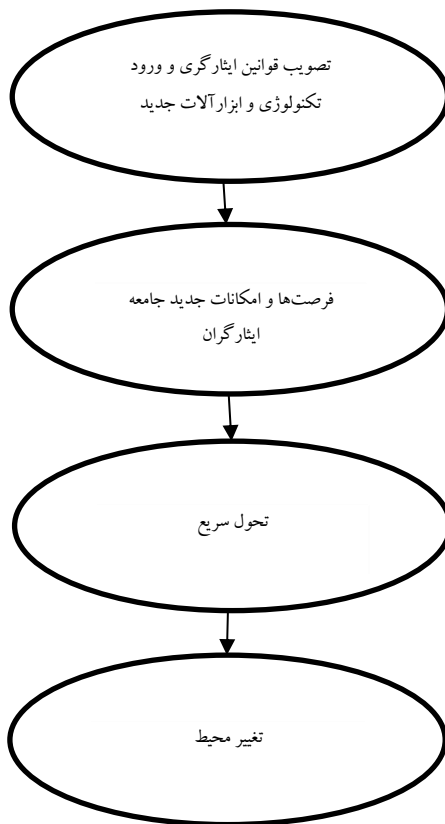 تصویب قوانین ایثارگری و ورود
تکنولوژی و ابزارآلات جدید
فرصت‌ها و امکانات جدید جامعه
ایثارگران
تحول سریع
تغییر محیط